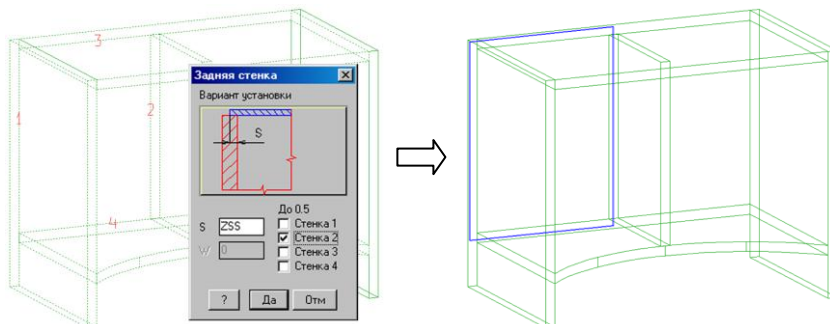 3
1
2
4
Задняя стенка
Вариант установки
S
До 0.5
S ZSS Стенка 1
W 0 Стенка 2
Стенка 3
Стенка 4
? Да Отм